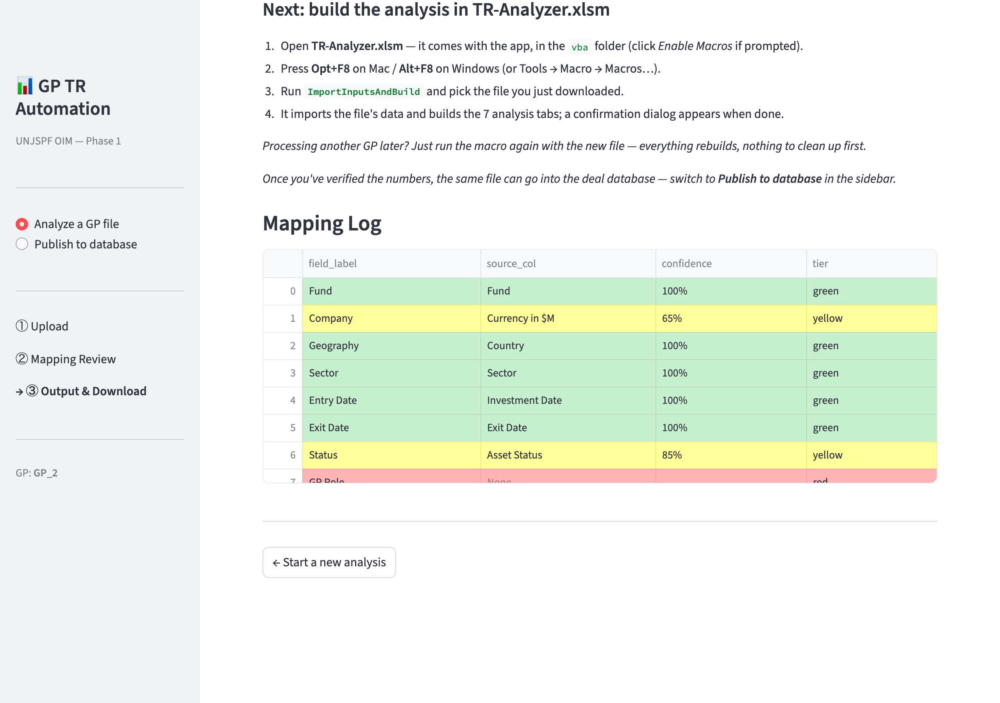 📊 GP TR
Automation
UNJSPF OIM — Phase 1
Analyze a GP file
Publish to database
① Upload
② Mapping Review
→ ③ Output & Download
GP: GP_2
Next: build the analysis in TR-Analyzer.xlsm
1. Open TR-Analyzer.xlsm — it comes with the app, in the vba folder (click Enable Macros if prompted).
2. Press Opt+F8 on Mac / Alt+F8 on Windows (or Tools → Macro → Macros…).
3. Run ImportInputsAndBuild and pick the file you just downloaded.
4. It imports the file's data and builds the 7 analysis tabs; a confirmation dialog appears when done.
Processing another GP later? Just run the macro again with the new file — everything rebuilds, nothing to clean up first.
Once you've verified the numbers, the same file can go into the deal database — switch to Publish to database in the sidebar.
Mapping Log
field_label source_col confidence tier
0 Fund Fund 100% green
1 Company Currency in $M 65% yellow
2 Geography Country 100% green
3 Sector Sector 100% green
4 Entry Date Investment Date 100% green
5 Exit Date Exit Date 100% green
6 Status Asset Status 85% yellow
7 GP Role None red
← Start a new analysis